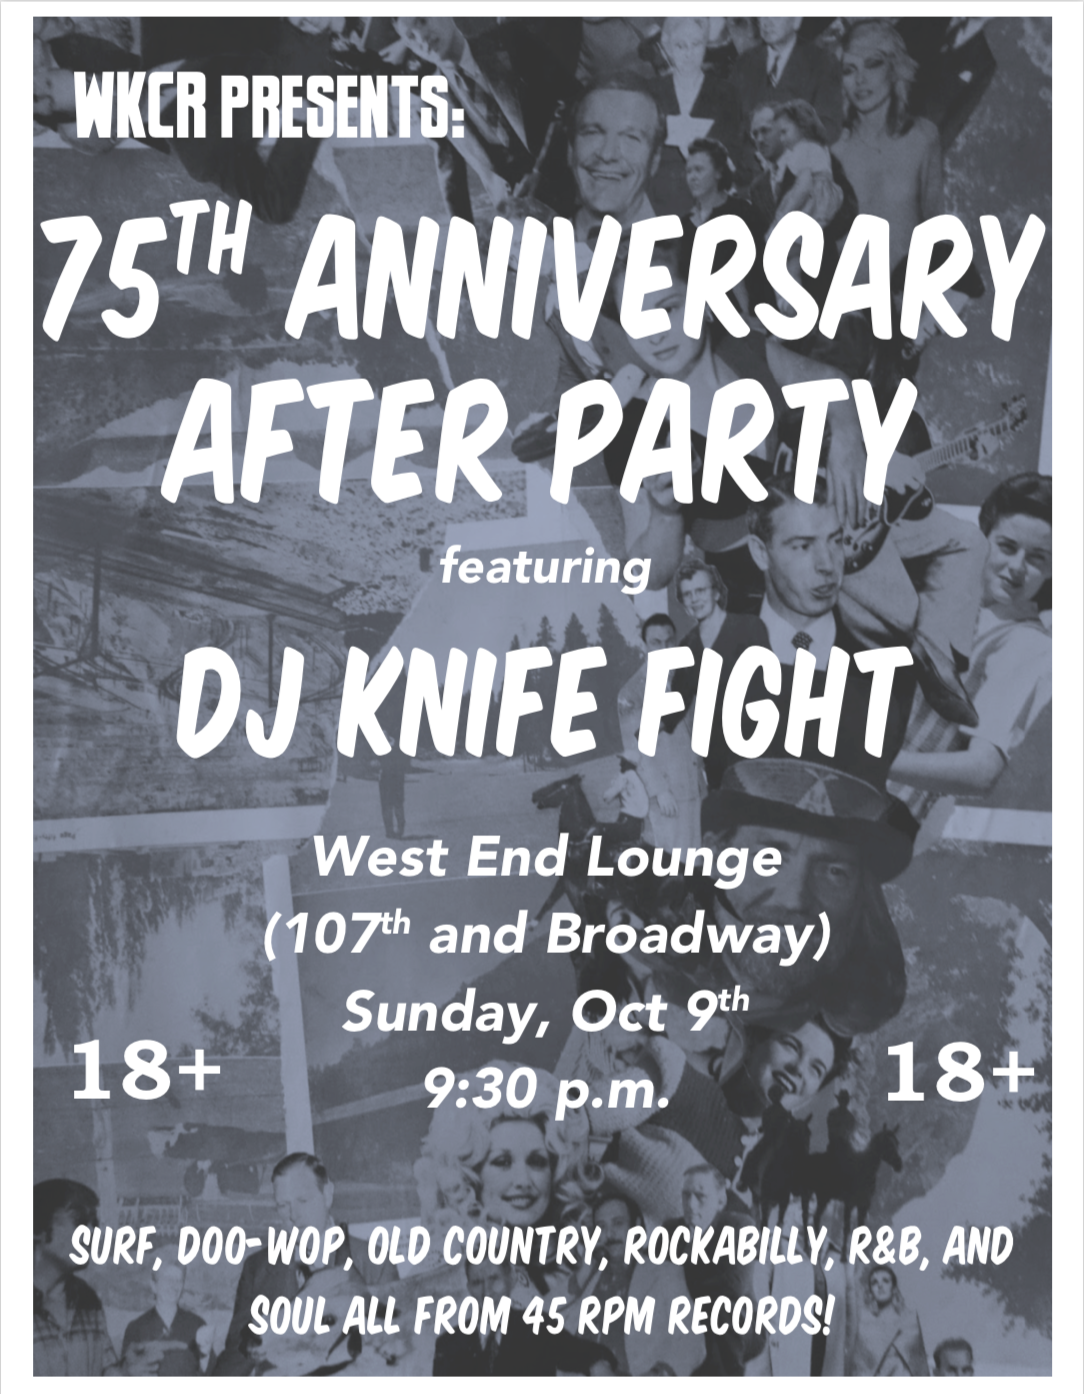 WKCR PRESENTS:
75TH ANNIVERSARY
AFTER PARTY
featuring
DJ KNIFE FIGHT
West End Lounge
(107th and Broadway)
Sunday, Oct 9th
9:30 p.m.
18+ 18+
SURF, DOO-WOP, OLD COUNTRY, ROCKABILLY, R&B, AND
SOUL ALL FROM 45 RPM RECORDS!